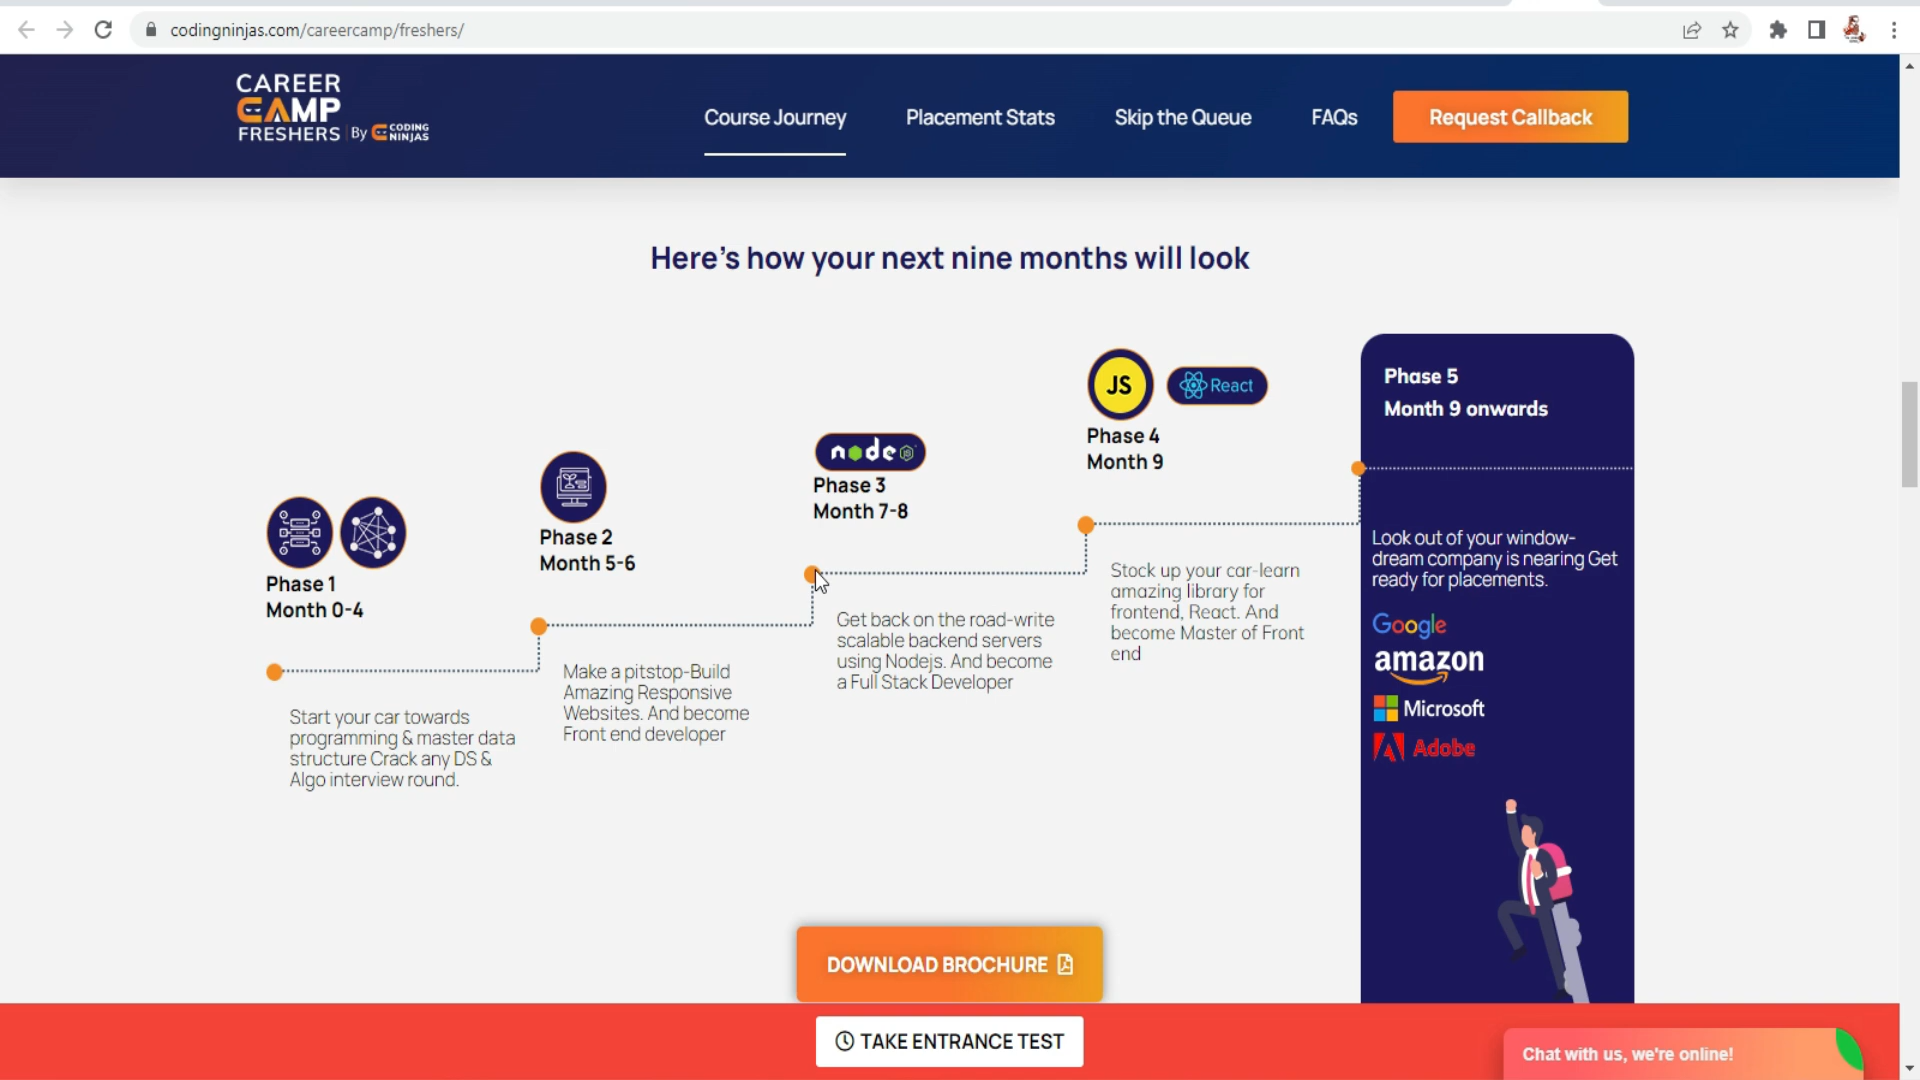 codingninjas.com/careercamp/freshers/
CAREER
CAMP
FRESHERS | By CODING NINJAS
Course Journey
Placement Stats
Skip the Queue
FAQs
Request Callback
Here's how your next nine months will look
Phase 1
Month 0-4
Start your car towards
programming & master data
structure Crack any DS &
Algo interview round.
Phase 2
Month 5-6
Make a pitstop-Build
Amazing Responsive
Websites. And become
Front end developer
node
Phase 3
Month 7-8
Get back on the road-write
scalable backend servers
using Nodejs. And become
a Full Stack Developer
JS
React
Phase 4
Month 9
Stock up your car-learn
amazing library for
frontend, React. And
become Master of Front
end
Phase 5
Month 9 onwards
Look out of your window-
dream company is nearing Get
ready for placements.
Google
amazon
Microsoft
Adobe
DOWNLOAD BROCHURE
TAKE ENTRANCE TEST
Chat with us, we're online!